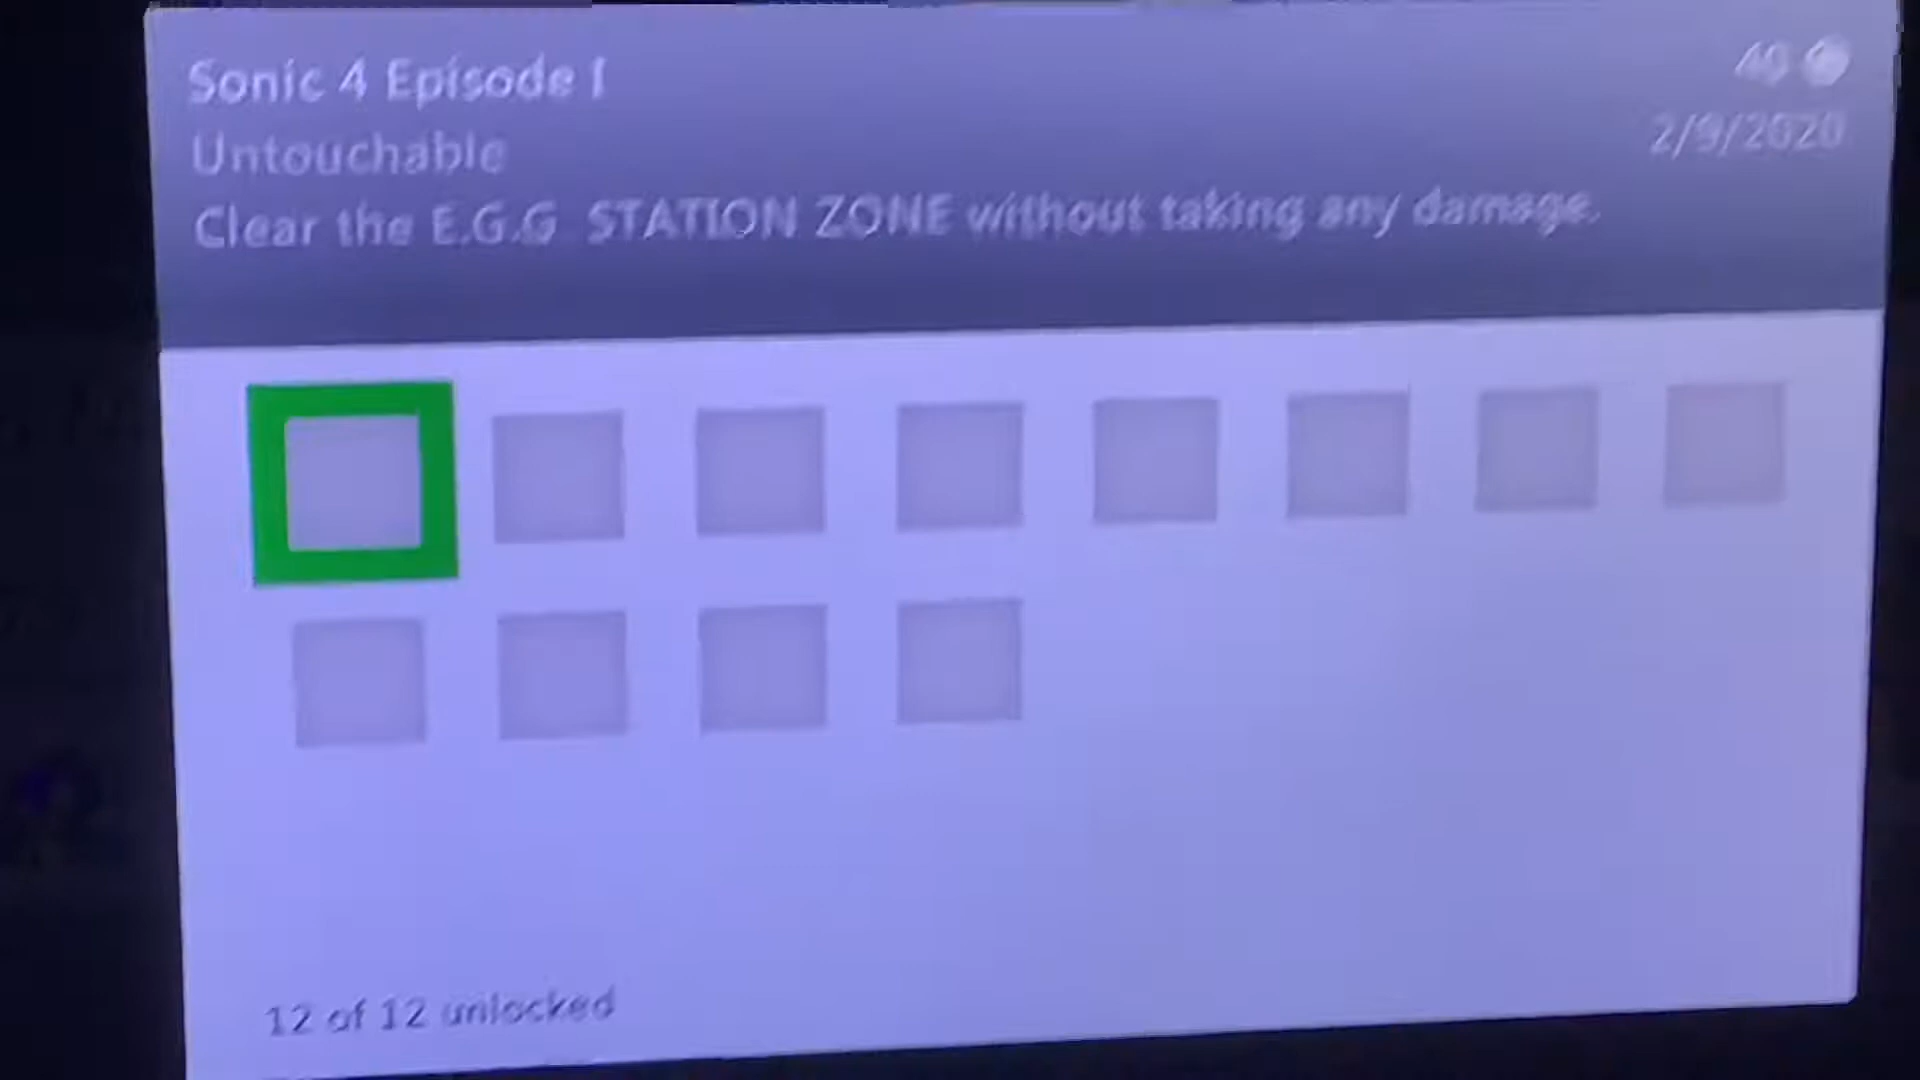 Sonic 4 Episode I
40
Untouchable
2/9/2020
Clear the E.G.G STATION ZONE without taking any damage.
12 of 12 unlocked